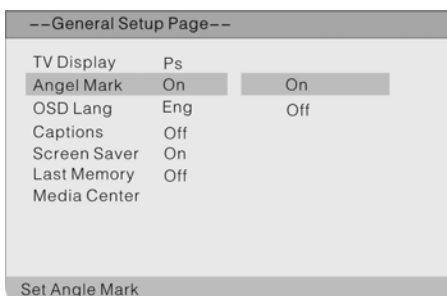 --General Setup Page--
TV Display Ps
Angel Mark On On
OSD Lang Eng Off
Captions Off
Screen Saver On
Last Memory Off
Media Center
Set Angle Mark